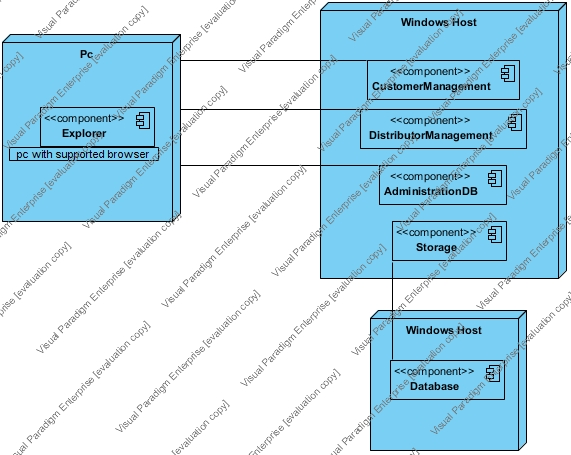 Pc
<<component>>
Explorer
pc with supported browser
Windows Host
<<component>>
CustomerManagement
<<component>>
DistributorManagement
<<component>>
AdministrationDB
<<component>>
Storage
Windows Host
<<component>>
Database
Visual Paradigm Enterprise [evaluation copy]